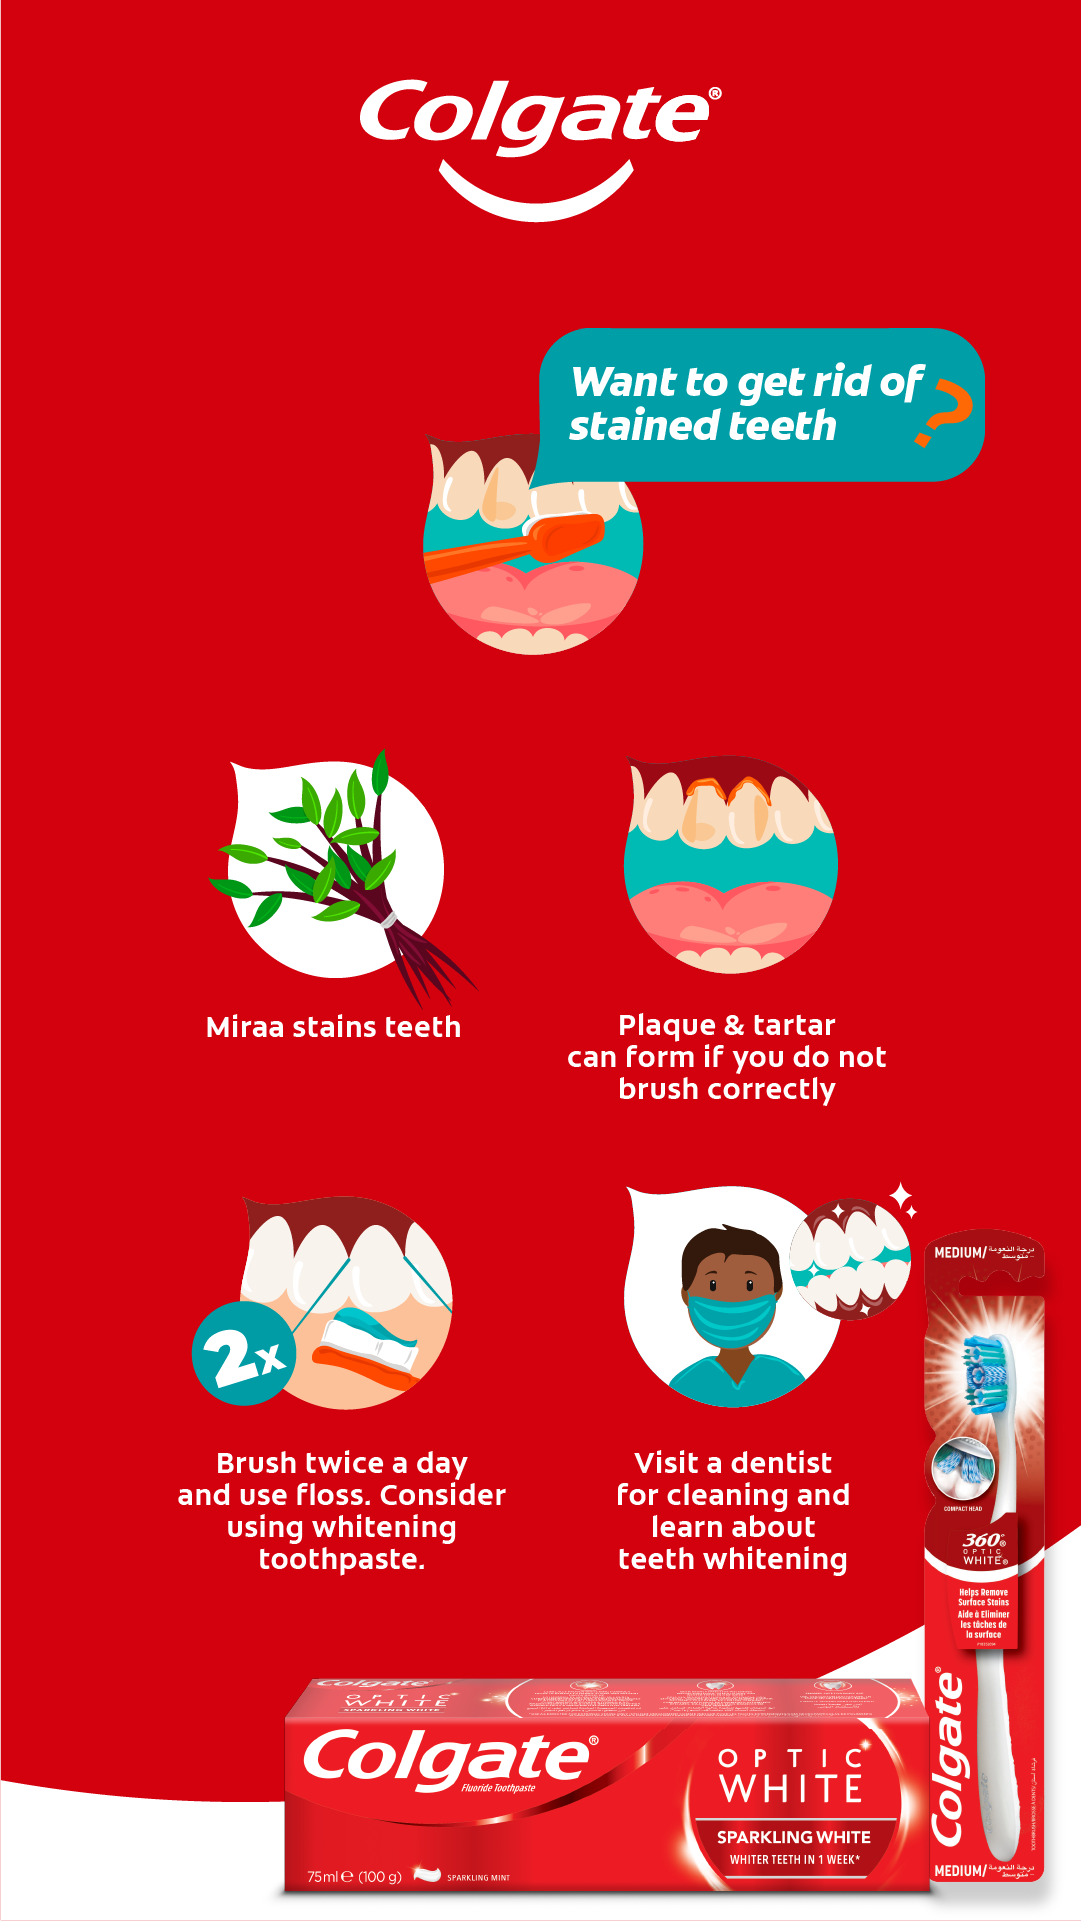 Colgate®
Want to get rid of
stained teeth ?
Miraa stains teeth
Plaque & tartar
can form if you do not
brush correctly
2x
Brush twice a day
and use floss. Consider
using whitening
toothpaste.
Visit a dentist
for cleaning and
learn about
teeth whitening
MEDIUM/ درجة النعومة
- متوسط
COMPACT HEAD
360°
OPTIC
WHITE®
Helps Remove
Surface Stains
Aide à Eliminer
les tâches de
la surface
Colgate®
MEDIUM/ درجة النعومة
- متوسط
Colgate
OPTIC
WHITE
SPARKLING WHITE
Colgate®
Fluoride Toothpaste
OPTIC
WHITE
SPARKLING WHITE
WHITER TEETH IN 1 WEEK*
75ml e (100 g)
SPARKLING MINT